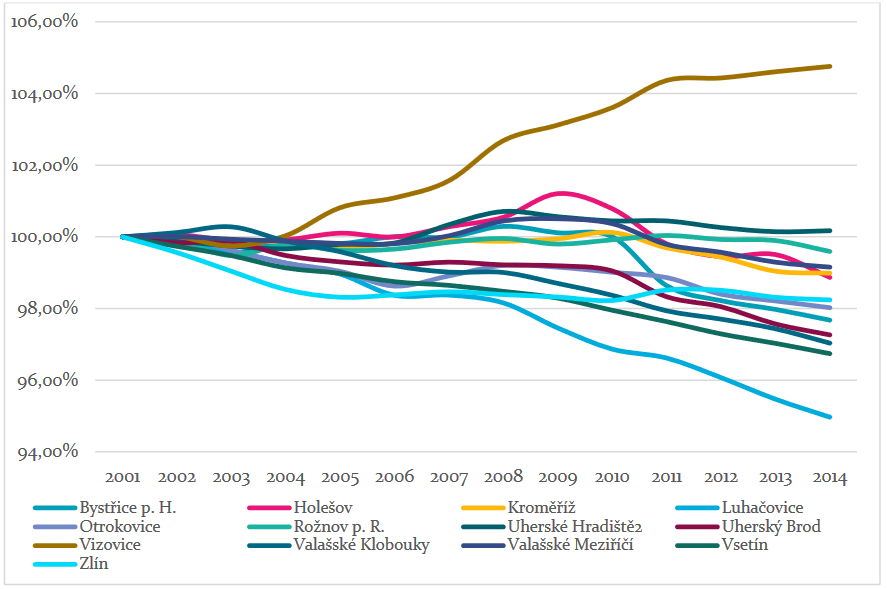 106,00%
104,00%
102,00%
100,00%
98,00%
96,00%
94,00%
2001 2002 2003 2004 2005 2006 2007 2008 2009 2010 2011 2012 2013 2014
Bystřice p. H. Holešov Kroměříž Luhačovice
Otrokovice Rožnov p. R. Uherské Hradiště2 Uherský Brod
Vizovice Valašské Klobouky Valašské Meziříčí Vsetín
Zlín